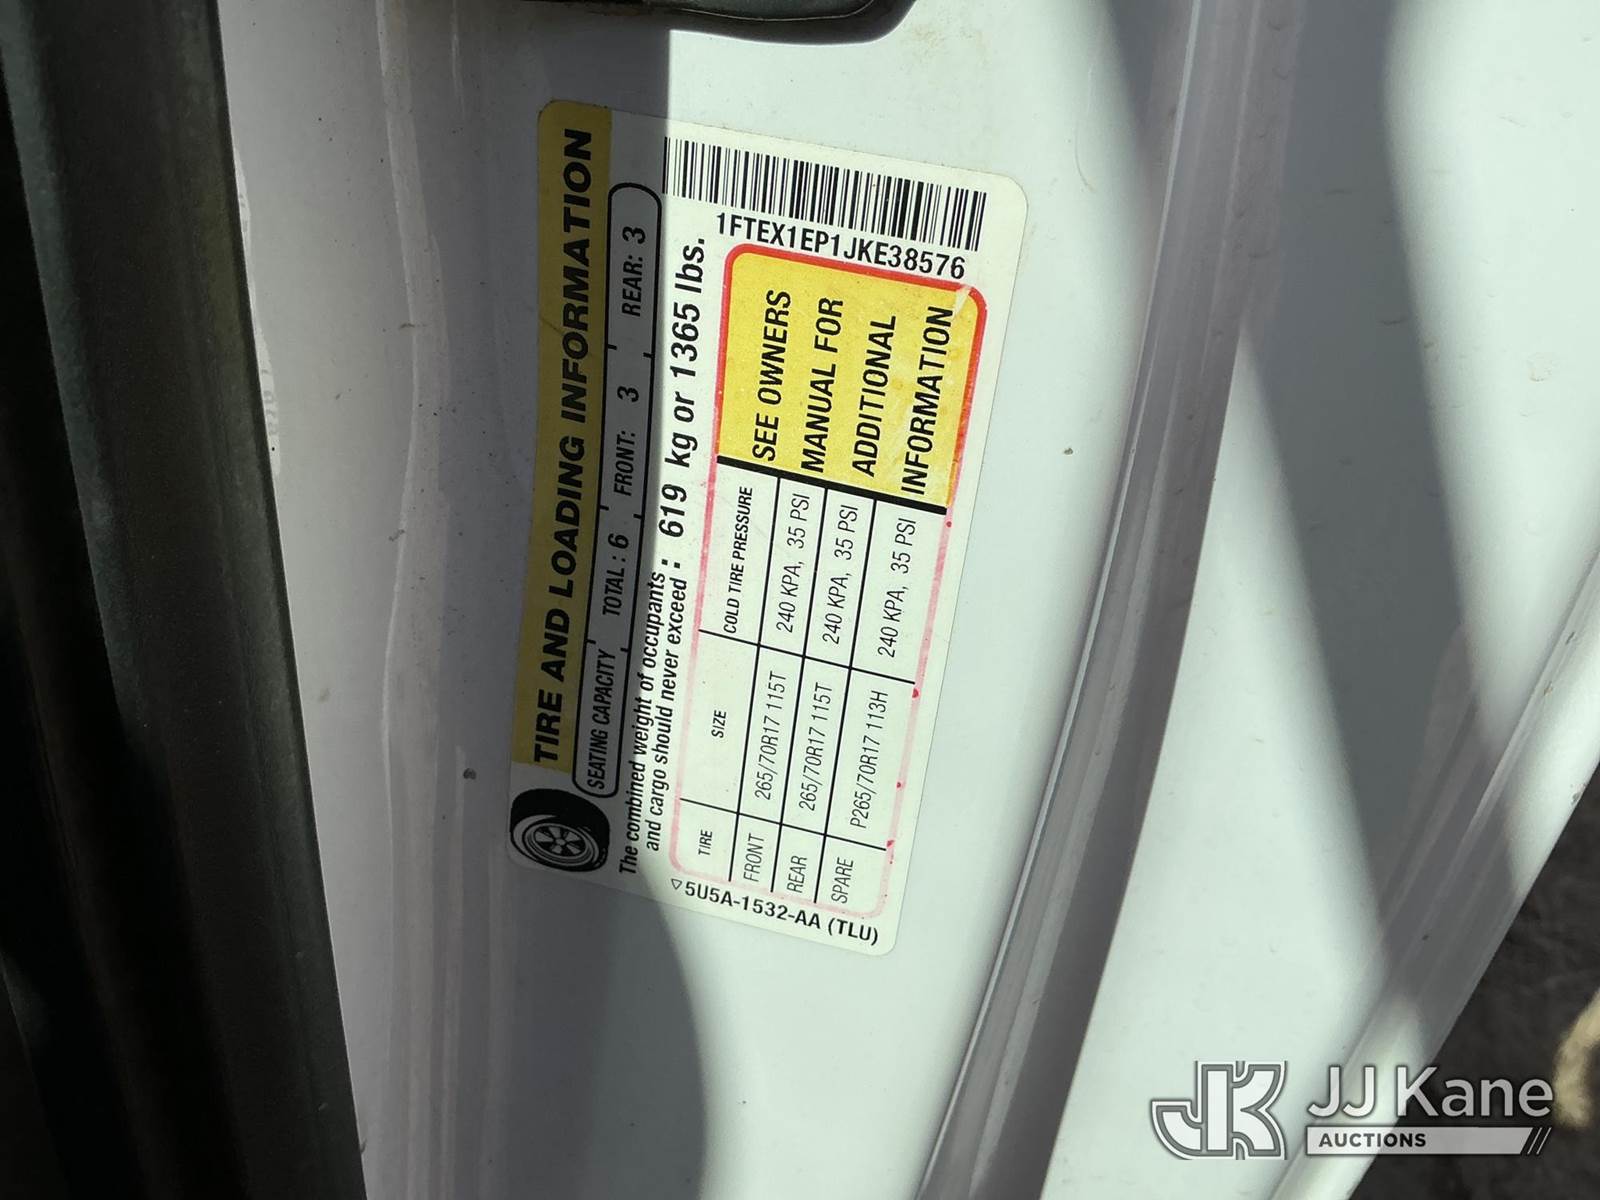 TIRE AND LOADING INFORMATION
SEATING CAPACITY TOTAL : 6 FRONT: 3 REAR: 3
The combined weight of occupants
and cargo should never exceed : 619 kg or 1365 lbs.
TIRE SIZE COLD TIRE PRESSURE
FRONT 265/70R17 115T 240 KPA, 35 PSI
REAR 265/70R17 115T 240 KPA, 35 PSI
SPARE P265/70R17 113H 240 KPA, 35 PSI
SEE OWNERS
MANUAL FOR
ADDITIONAL
INFORMATION
5U5A-1532-AA (TLU)
1FTEX1EP1JKE38576
JK
JJ Kane
AUCTIONS